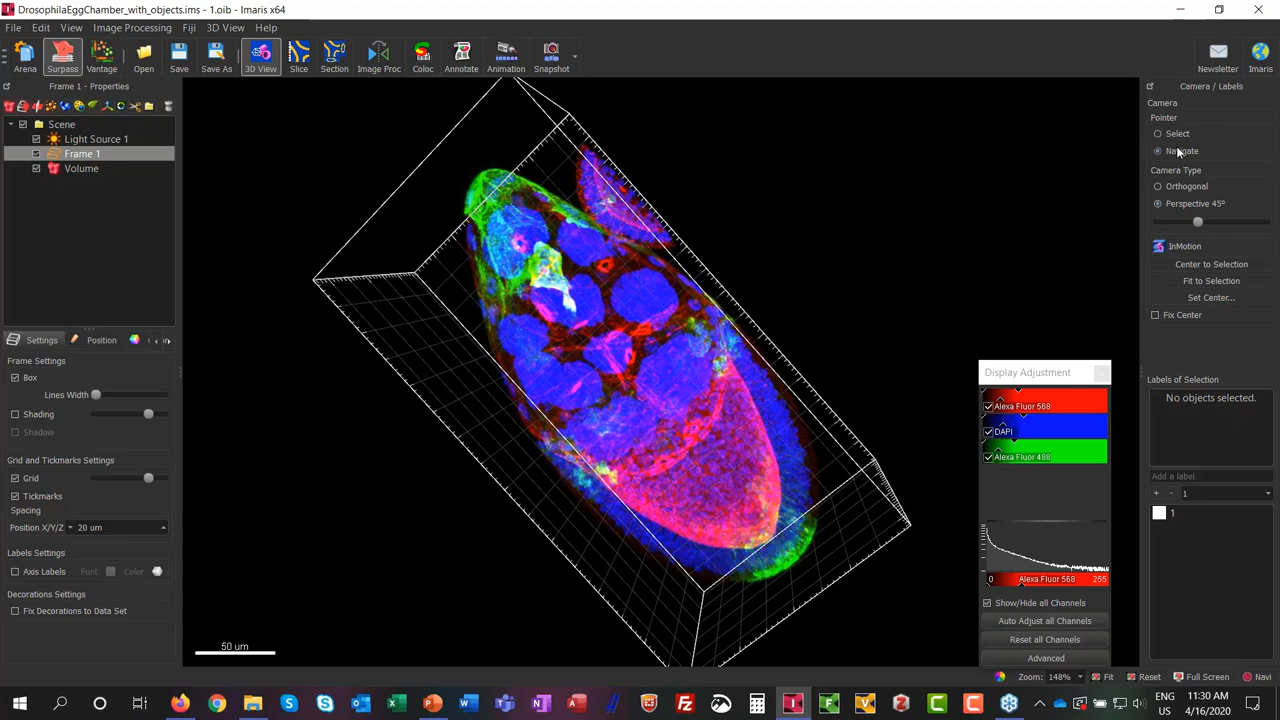 DrosophilaEggChamber_with_objects.ims - 1.oib - Imaris x64
File Edit View Image Processing Fiji 3D View Help
Arena Surpass Vantage Open Save Save As 3D View Slice Section Image Proc Coloc Annotate Animation Snapshot Newsletter Imaris
Frame 1 - Properties
Scene
Light Source 1
Frame 1
Volume
Settings Position
Frame Settings
Box
Lines Width
Shading
Shadow
Grid and Tickmarks Settings
Grid
Tickmarks
Spacing
Position X/Y/Z 20 um
Labels Settings
Axis Labels Font Color
Decorations Settings
Fix Decorations to Data Set
50 um
Display Adjustment
Alexa Fluor 568
DAPI
Alexa Fluor 488
0 Alexa Fluor 568 255
Show/Hide all Channels
Auto Adjust all Channels
Reset all Channels
Advanced
Camera / Labels
Camera
Pointer
Select
Navigate
Camera Type
Orthogonal
Perspective 45º
InMotion
Center to Selection
Fit to Selection
Set Center...
Fix Center
Labels of Selection
No objects selected.
Add a label
+ - 1
1
Zoom: 148% Fit Reset Full Screen Navi
ENG
US
11:30 AM
4/16/2020